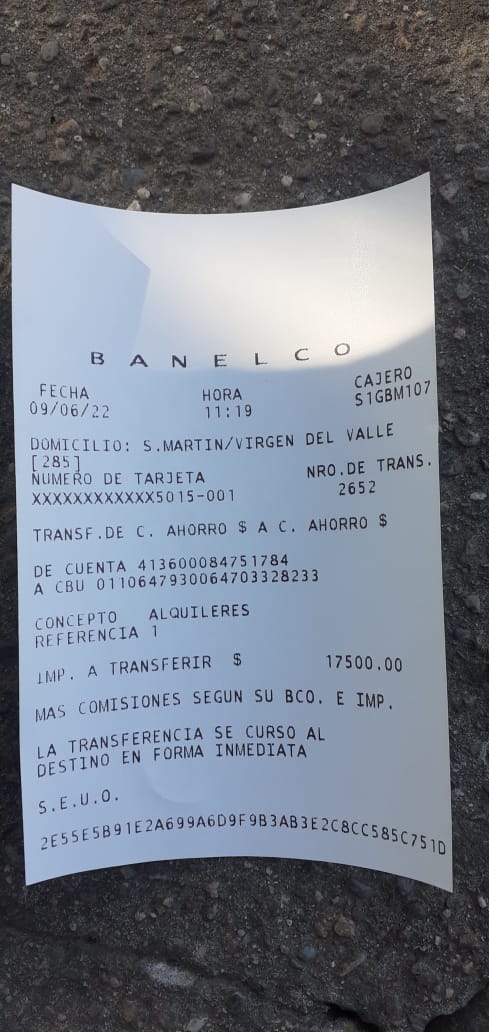 BANELCO
FECHA HORA CAJERO
09/06/22 11:19 S1GBM107
DOMICILIO: S.MARTIN/VIRGEN DEL VALLE
[285]
NUMERO DE TARJETA NRO.DE TRANS.
XXXXXXXXXXXX5015-001 2652
TRANSF.DE C. AHORRO $ A C. AHORRO $
DE CUENTA 413600084751784
A CBU 0110647930064703328233
CONCEPTO ALQUILERES
REFERENCIA 1
IMP. A TRANSFERIR $ 17500.00
MAS COMISIONES SEGUN SU BCO. E IMP.
LA TRANSFERENCIA SE CURSO AL
DESTINO EN FORMA INMEDIATA
S.E.U.O.
2E55E5B91E2A699A6D9F9B3AB3E2C8CC585C751D